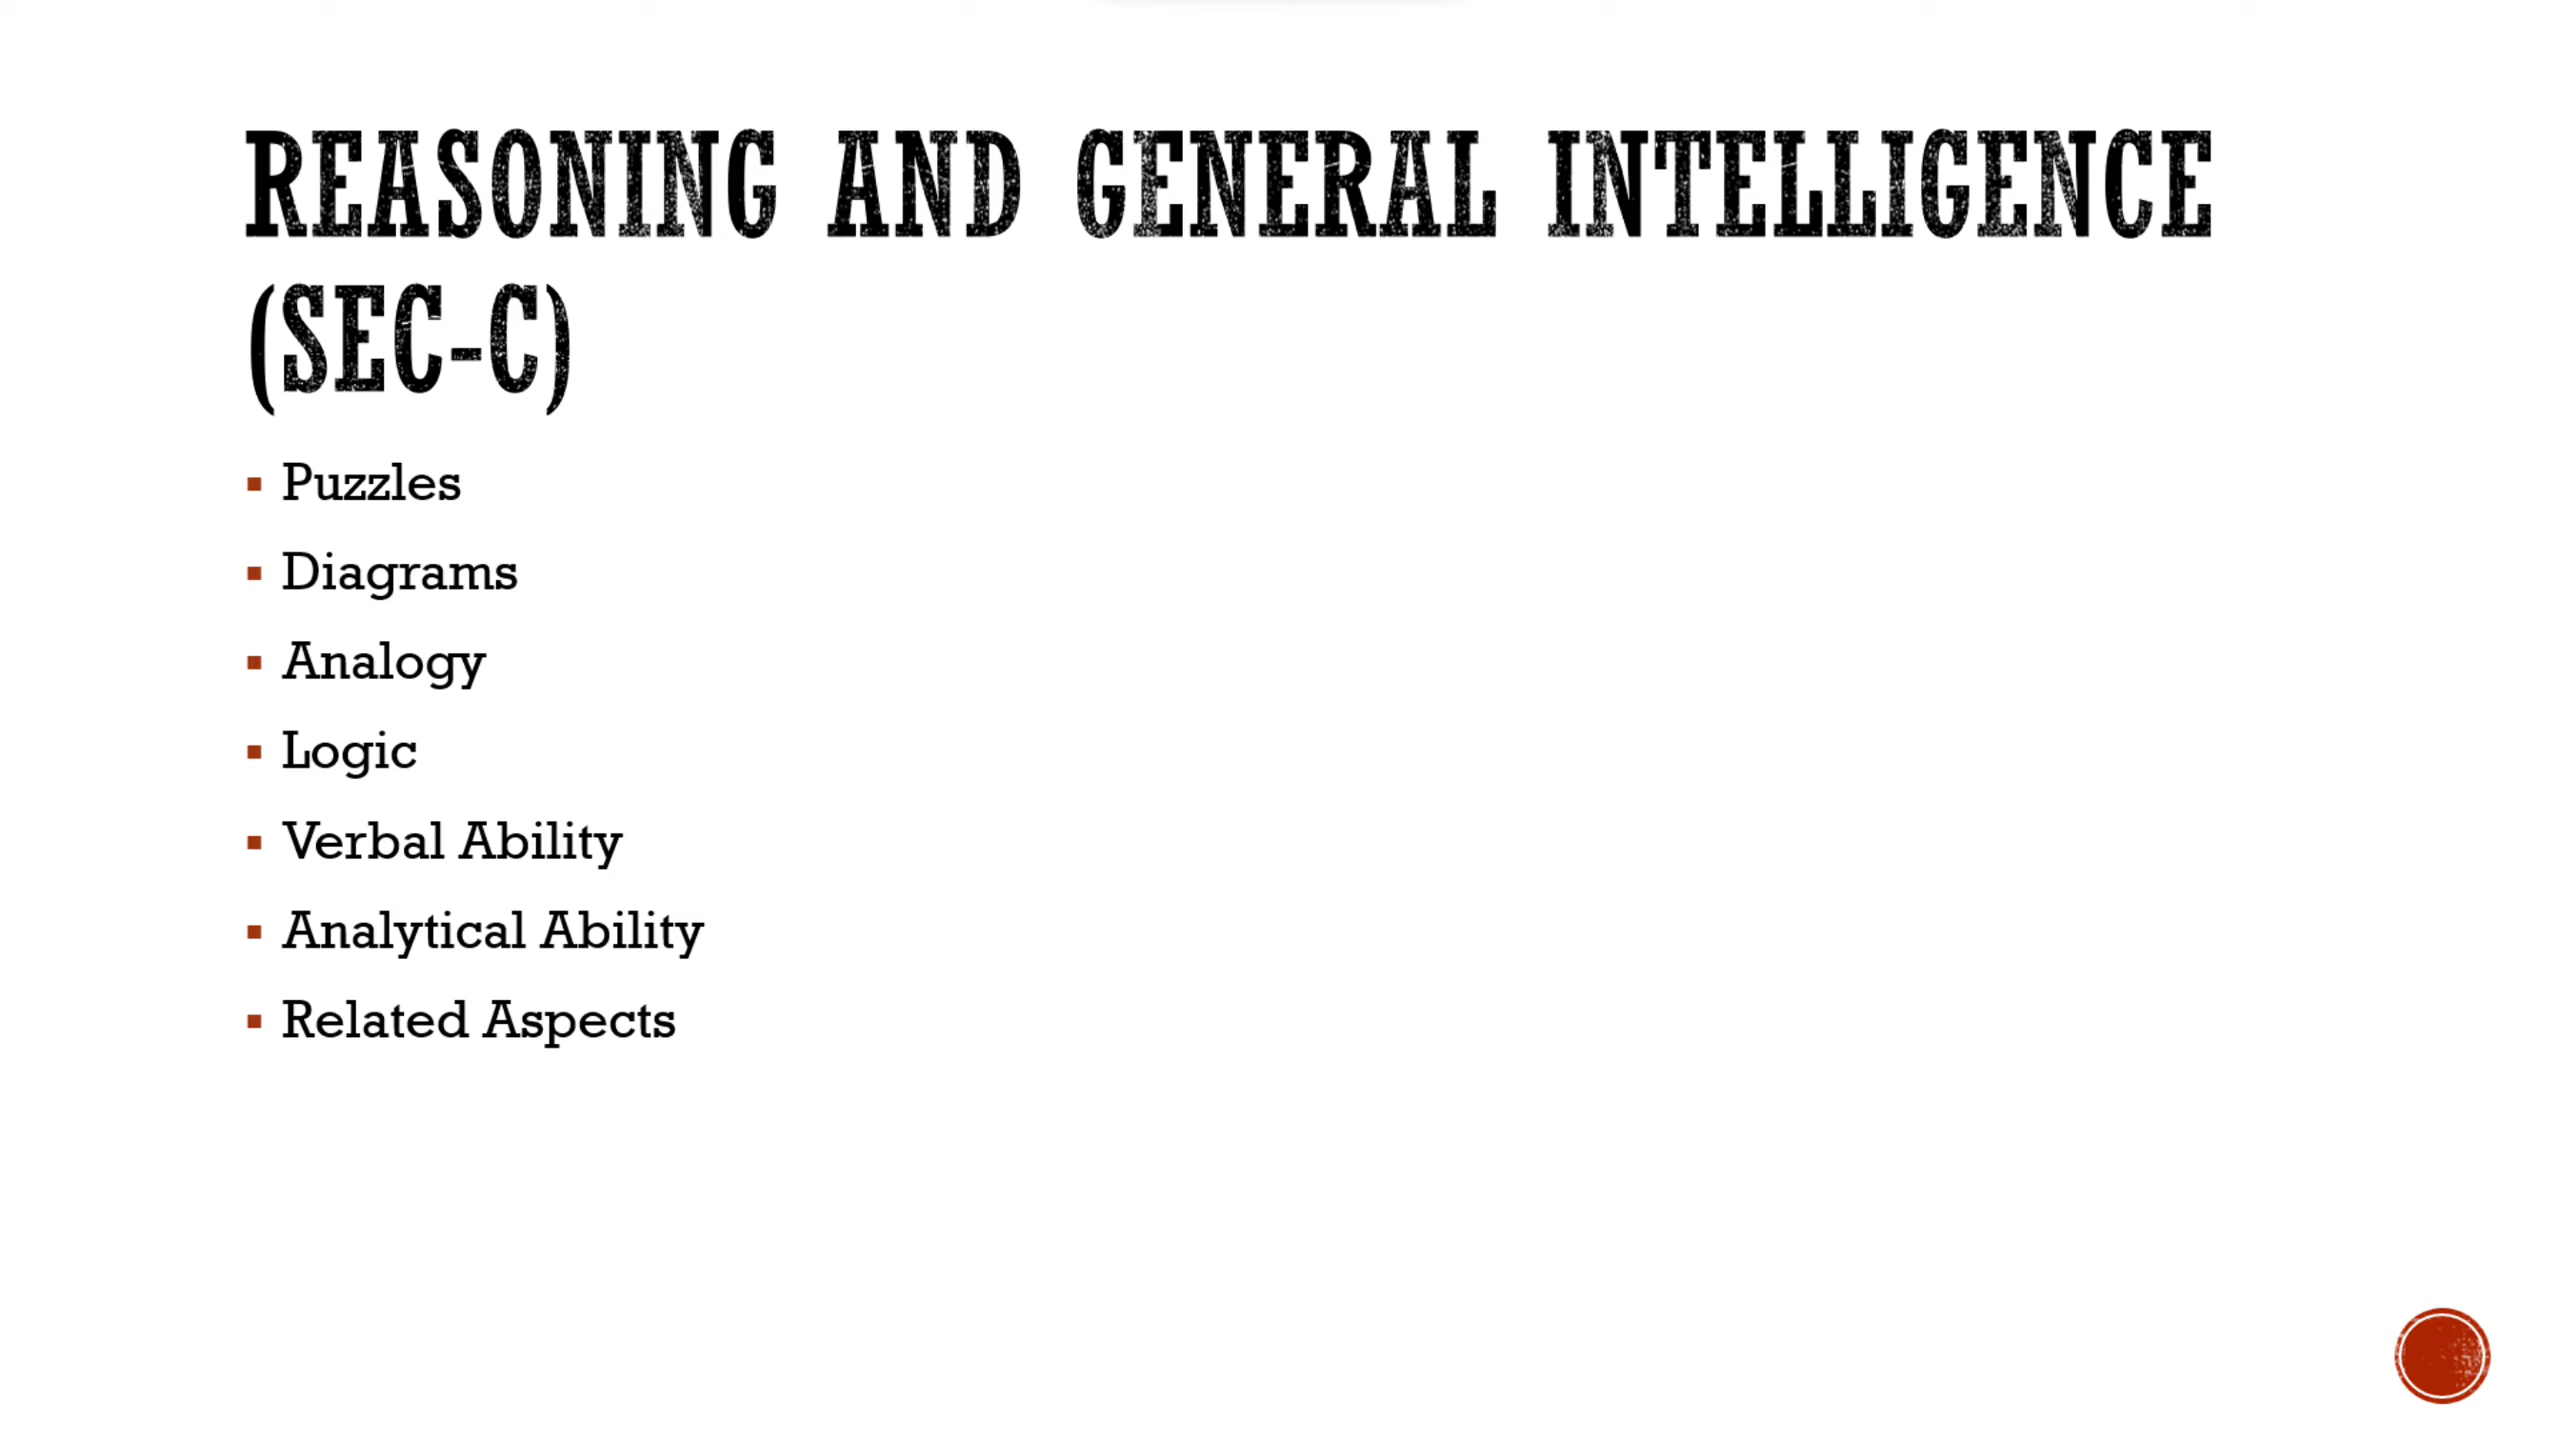 REASONING AND GENERAL INTELLIGENCE
(SEC-C)
▪ Puzzles
▪ Diagrams
▪ Analogy
▪ Logic
▪ Verbal Ability
▪ Analytical Ability
▪ Related Aspects